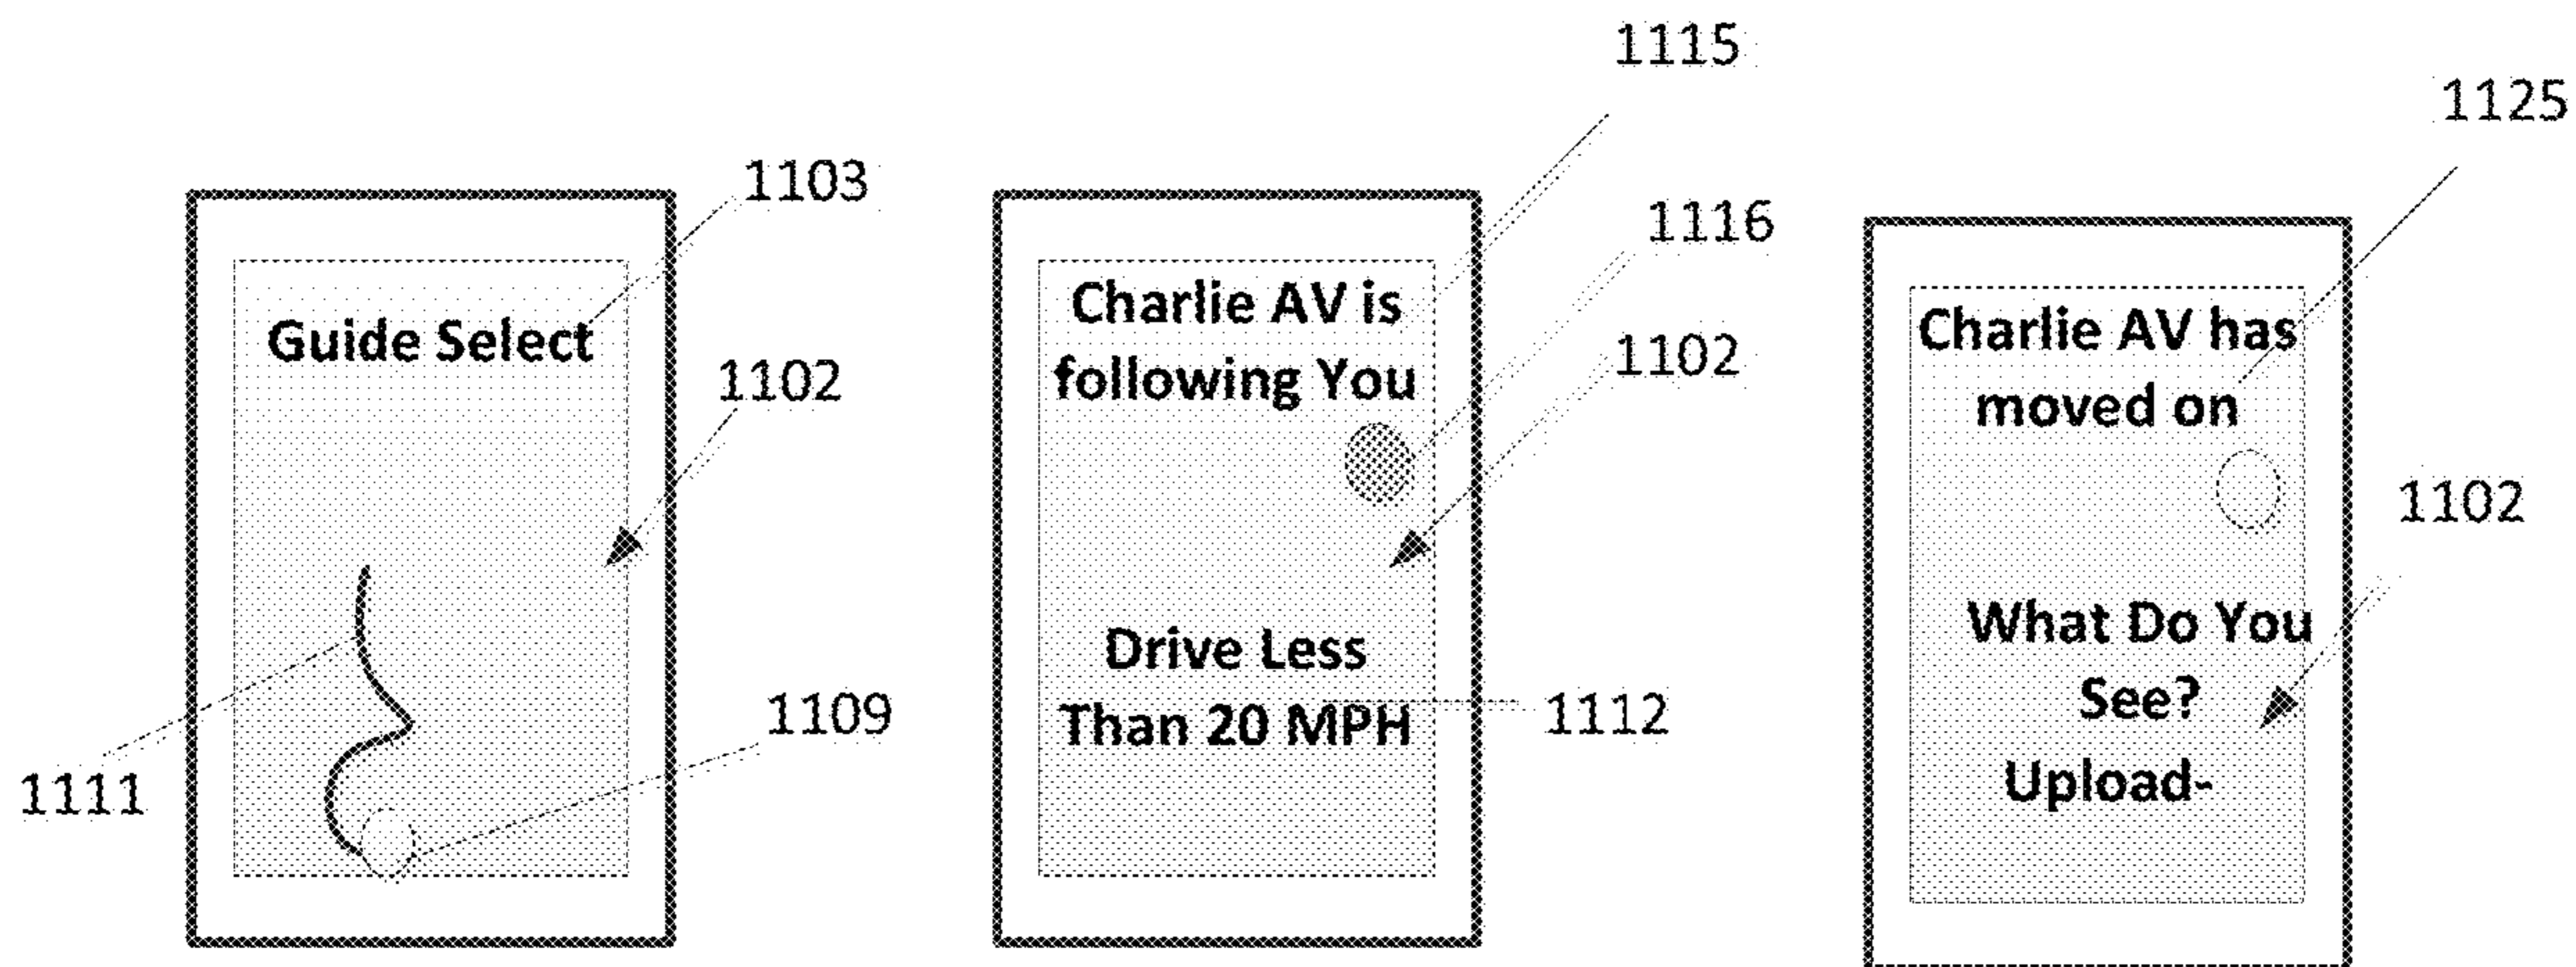 1103
Guide Select
1102
1111
1109
1115
1116
Charlie AV is
following You
1102
Drive Less
Than 20 MPH
1112
1125
Charlie AV has
moved on
1102
What Do You
See?
Upload-